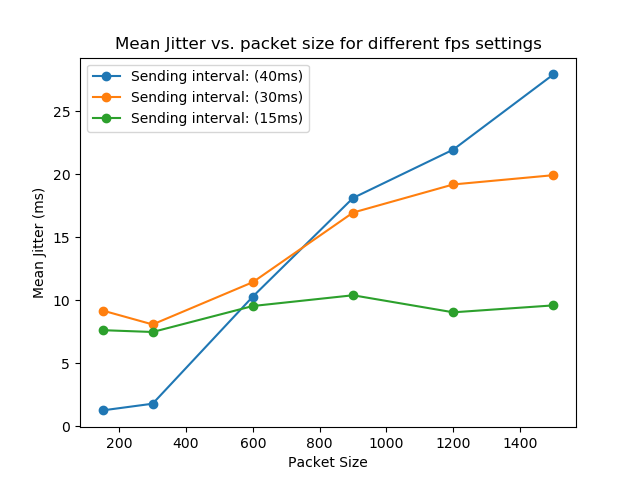 Mean Jitter vs. packet size for different fps settings
Sending interval: (40ms)
Sending interval: (30ms)
Sending interval: (15ms)
Mean Jitter (ms)
25
20
15
10
5
0
200 400 600 800 1000 1200 1400
Packet Size